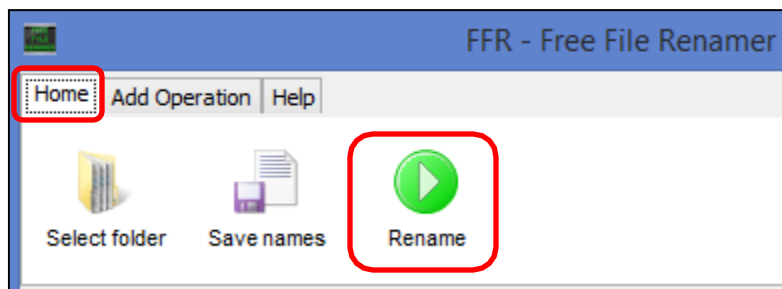 FFR - Free File Renamer
Home Add Operation Help
Select folder Save names Rename